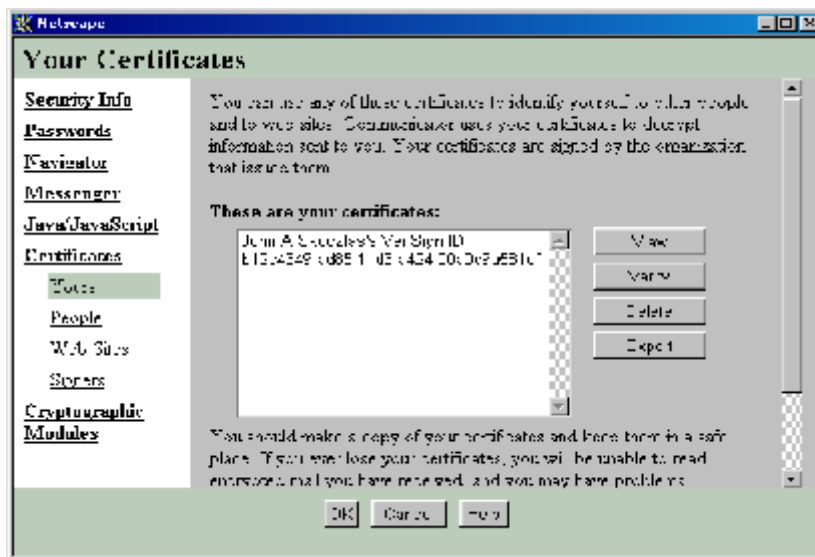 Netscape
Your Certificates
Security Info
Passwords
Navigator
Messenger
Java/JavaScript
Certificates
Yours
People
Web Sites
Signers
Cryptographic
Modules
You can use any of these certificates to identify yourself to other people
and to web sites. Communicator uses your certificates to decrypt
information sent to you. Your certificates are signed by the organization
that issued them.
These are your certificates:
John A VeriSign ID
View
Verify
Delete
Export
You should make a copy of your certificates and keep them in a safe
place. If you ever lose your certificates, you will be unable to read
encrypted mail you have received, and you may have problems
OK Cancel Help